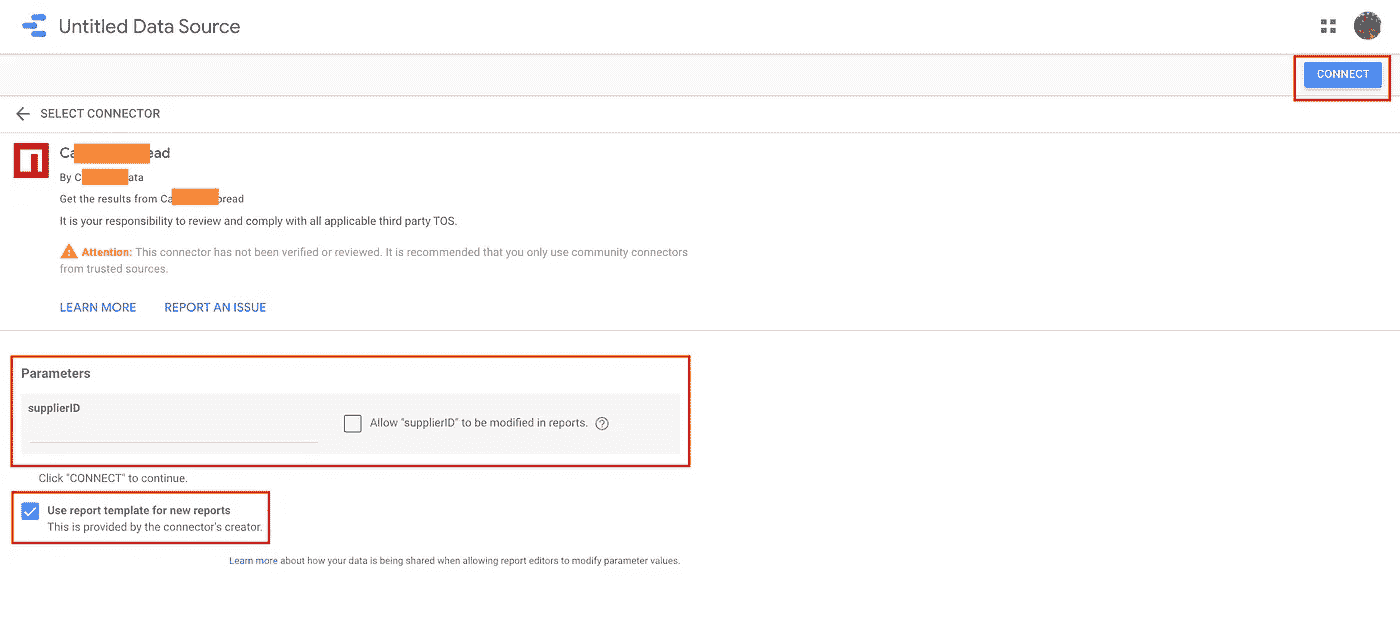 Untitled Data Source
CONNECT
SELECT CONNECTOR
Ca ead
By C ata
Get the results from Ca pread
It is your responsibility to review and comply with all applicable third party TOS.
Attention: This connector has not been verified or reviewed. It is recommended that you only use community connectors
from trusted sources.
LEARN MORE REPORT AN ISSUE
Parameters
supplierID
Allow "supplierID" to be modified in reports. ?
Click "CONNECT" to continue.
Use report template for new reports
This is provided by the connector's creator.
Learn more about how your data is being shared when allowing report editors to modify parameter values.